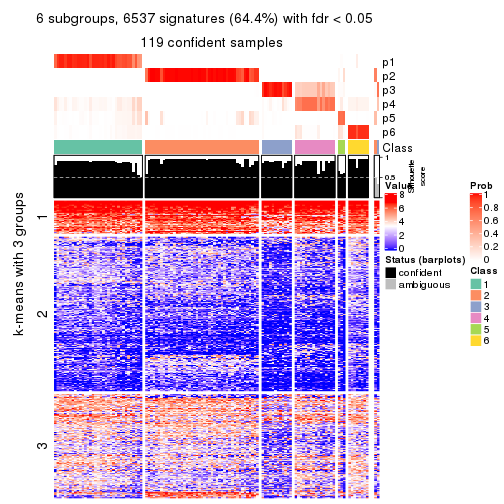 6 subgroups, 6537 signatures (64.4%) with fdr < 0.05
119 confident samples
p1
p2
p3
p4
p5
p6
Class
1
0.5
0
Silhouette
score
k-means with 3 groups
1
2
3
Value
8
6
4
2
0
Status (barplots)
confident
ambiguous
Prob
1
0.8
0.6
0.4
0.2
0
Class
1
2
3
4
5
6